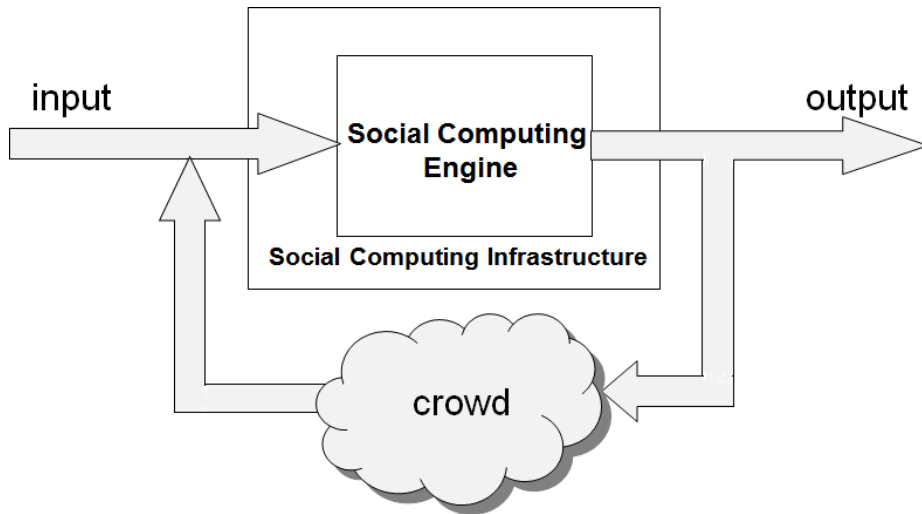 input
output
Social Computing
Engine
Social Computing Infrastructure
crowd